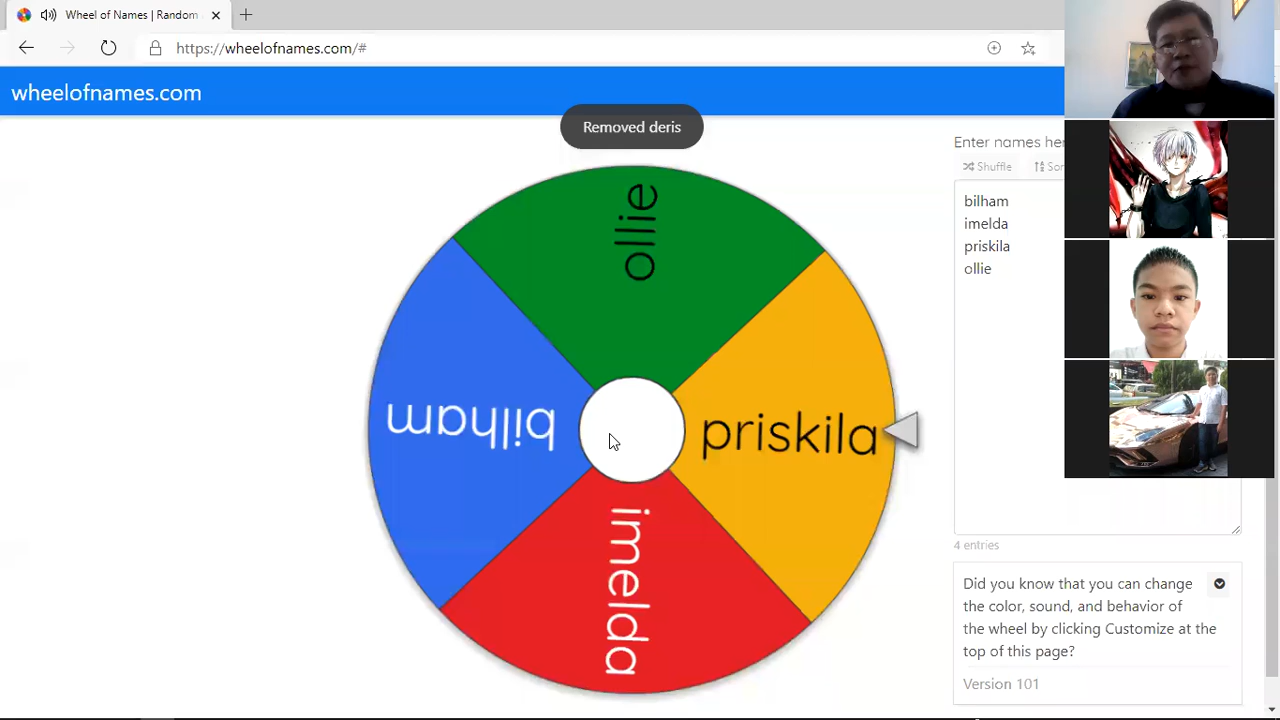 Wheel of Names | Random
https://wheelofnames.com/#
wheelofnames.com
Removed deris
Enter names her
Shuffle
Sor
bilham
imelda
priskila
ollie
ollie
bilham
priskila
imelda
4 entries
Did you know that you can change
the color, sound, and behavior of
the wheel by clicking Customize at the
top of this page?
Version 101